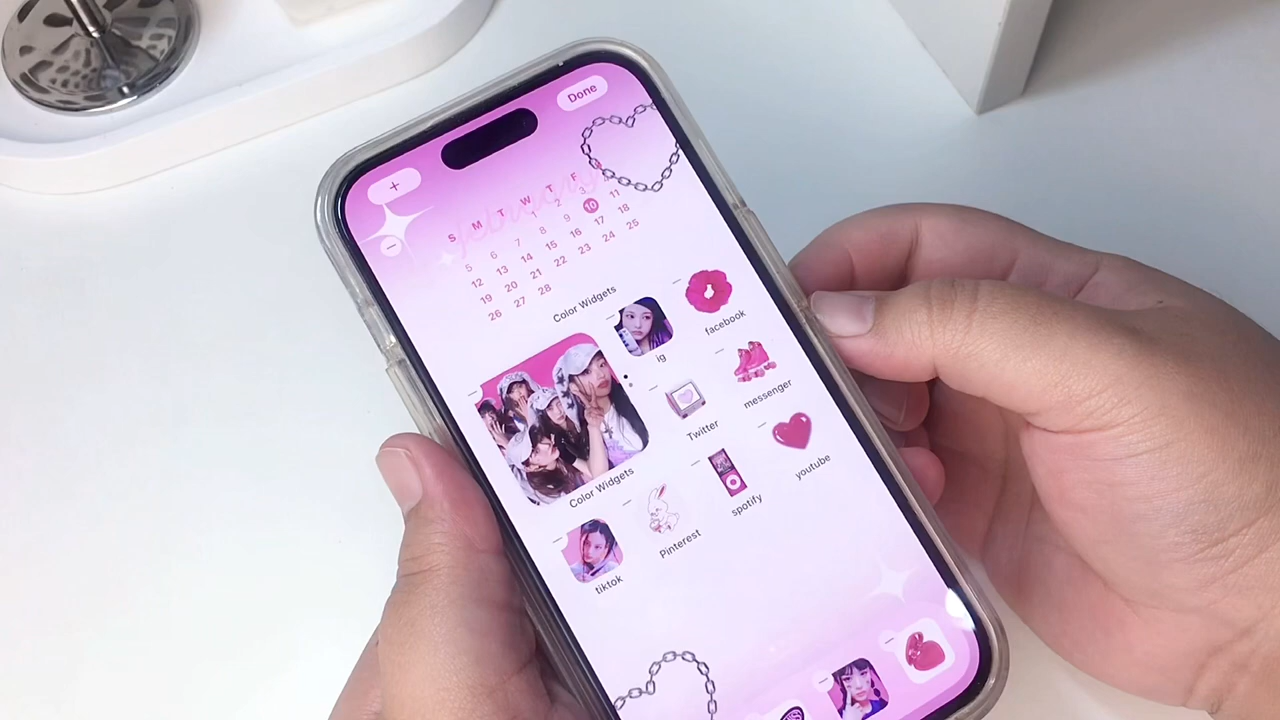 Done
+
february
S M T W T F
1 2 3
5 6 7 8 9 10 11
12 13 14 15 16 17 18
19 20 21 22 23 24 25
26 27 28
Color Widgets
ig
facebook
Twitter
messenger
Color Widgets
tiktok
Pinterest
spotify
youtube